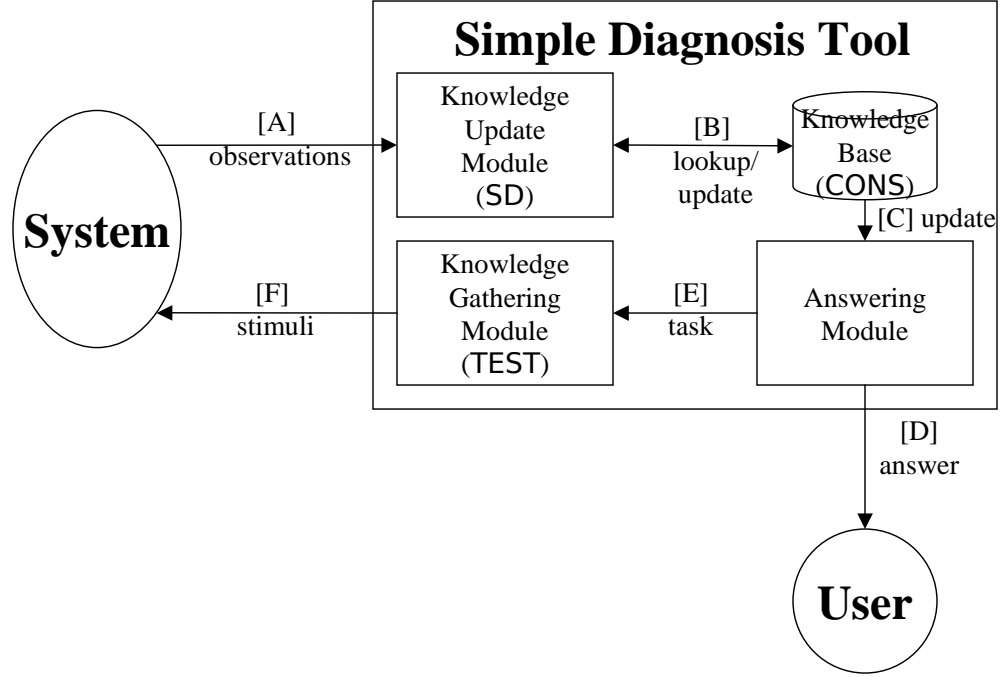 Simple Diagnosis Tool
[A]
observations
Knowledge
Update
Module
(SD)
[B]
lookup/
update
Knowledge
Base
(CONS)
System
[C] update
[F]
stimuli
Knowledge
Gathering
Module
(TEST)
[E]
task
Answering
Module
[D]
answer
User